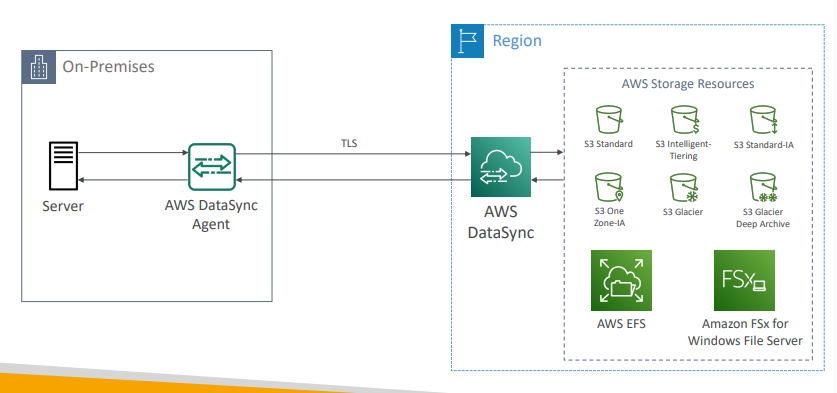 Region
On-Premises
AWS Storage Resources
S3 Standard
S3 Intelligent-
Tiering
S3 Standard-IA
TLS
Server
AWS DataSync
Agent
AWS
DataSync
S3 One
Zone-IA
S3 Glacier
S3 Glacier
Deep Archive
FSx
AWS EFS
Amazon FSx for
Windows File Server